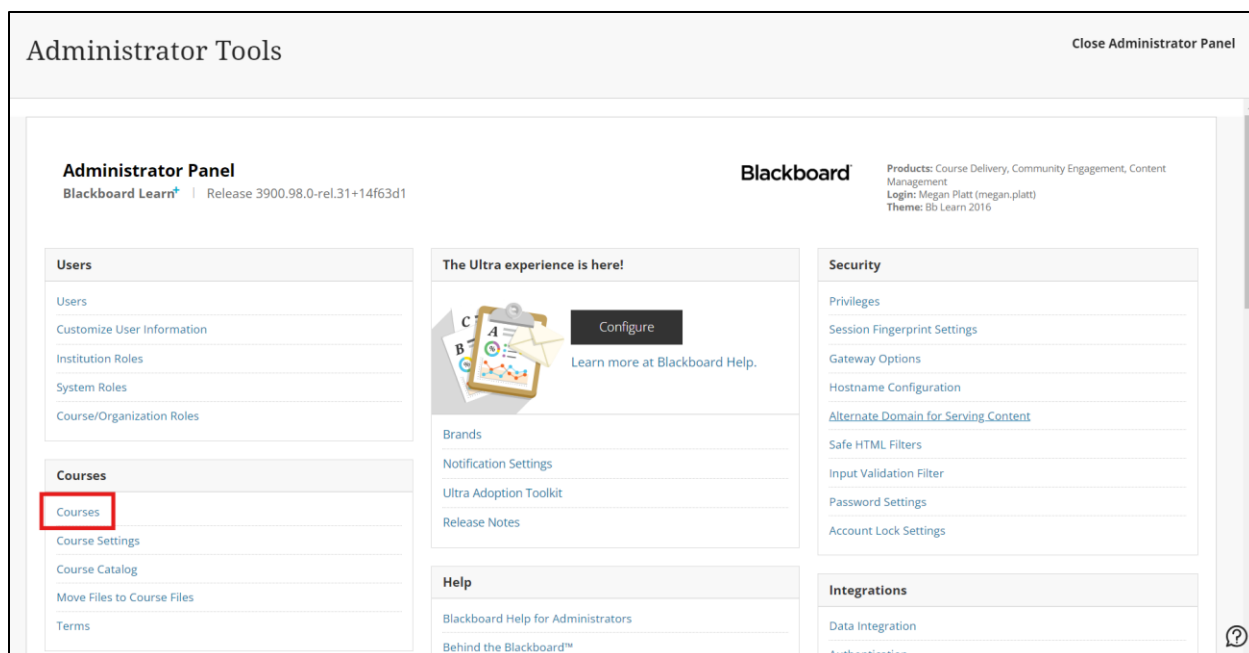 Administrator Tools
Close Administrator Panel
Administrator Panel
Blackboard Learn+ | Release 3900.98.0-rel.31+14f63d1
Blackboard
Products: Course Delivery, Community Engagement, Content
Management
Login: Megan Platt (megan.platt)
Theme: Bb Learn 2016
Users
Users
Customize User Information
Institution Roles
System Roles
Course/Organization Roles
Courses
Courses
Course Settings
Course Catalog
Move Files to Course Files
Terms
The Ultra experience is here!
C
A
B
Configure
Learn more at Blackboard Help.
Brands
Notification Settings
Ultra Adoption Toolkit
Release Notes
Help
Blackboard Help for Administrators
Behind the Blackboard™
Security
Privileges
Session Fingerprint Settings
Gateway Options
Hostname Configuration
Alternate Domain for Serving Content
Safe HTML Filters
Input Validation Filter
Password Settings
Account Lock Settings
Integrations
Data Integration
Authentication